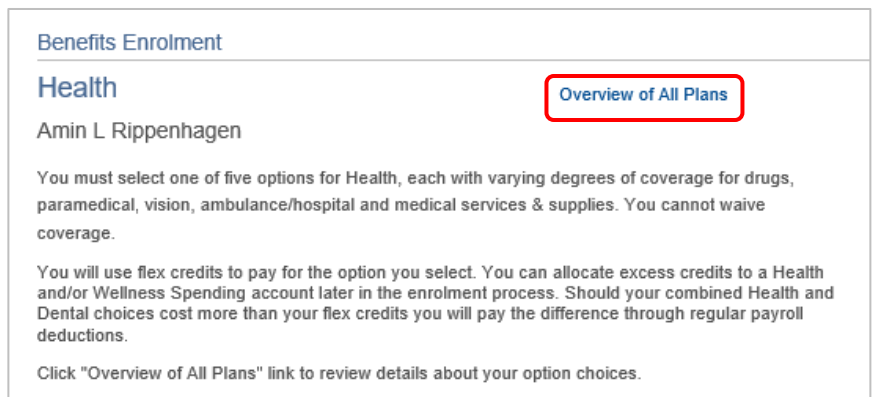 Benefits Enrolment
Health
Overview of All Plans
Amin L Rippenhagen
You must select one of five options for Health, each with varying degrees of coverage for drugs,
paramedical, vision, ambulance/hospital and medical services & supplies. You cannot waive
coverage.
You will use flex credits to pay for the option you select. You can allocate excess credits to a Health
and/or Wellness Spending account later in the enrolment process. Should your combined Health and
Dental choices cost more than your flex credits you will pay the difference through regular payroll
deductions.
Click "Overview of All Plans" link to review details about your option choices.